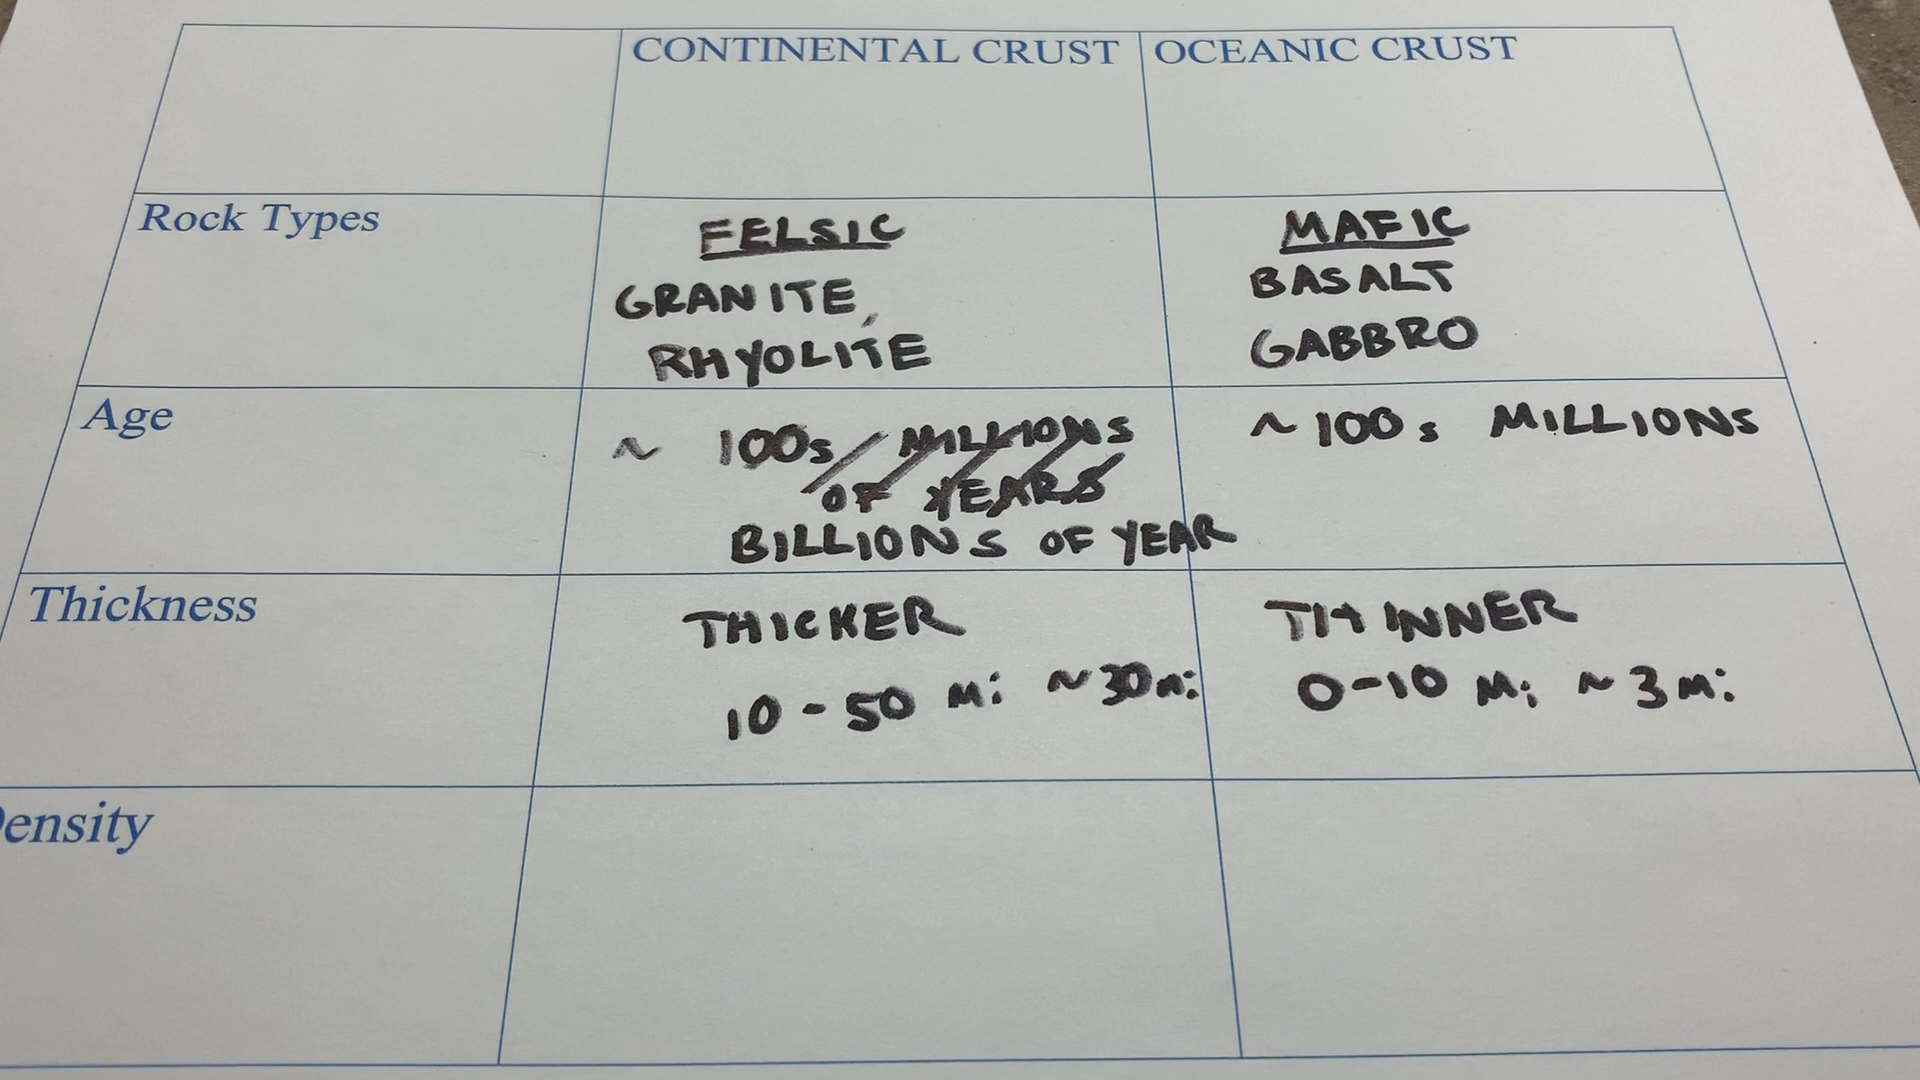 CONTINENTAL CRUST OCEANIC CRUST
Rock Types
FELSIC
GRANITE,
RHYOLITE
MAFIC
BASALT
GABBRO
Age
~ 100s MILLIONS
OF YEARS
BILLIONS OF YEAR
~ 100s MILLIONS
Thickness
THICKER
10-50 Mi ~30mi
THINNER
0-10 Mi ~3mi
Density